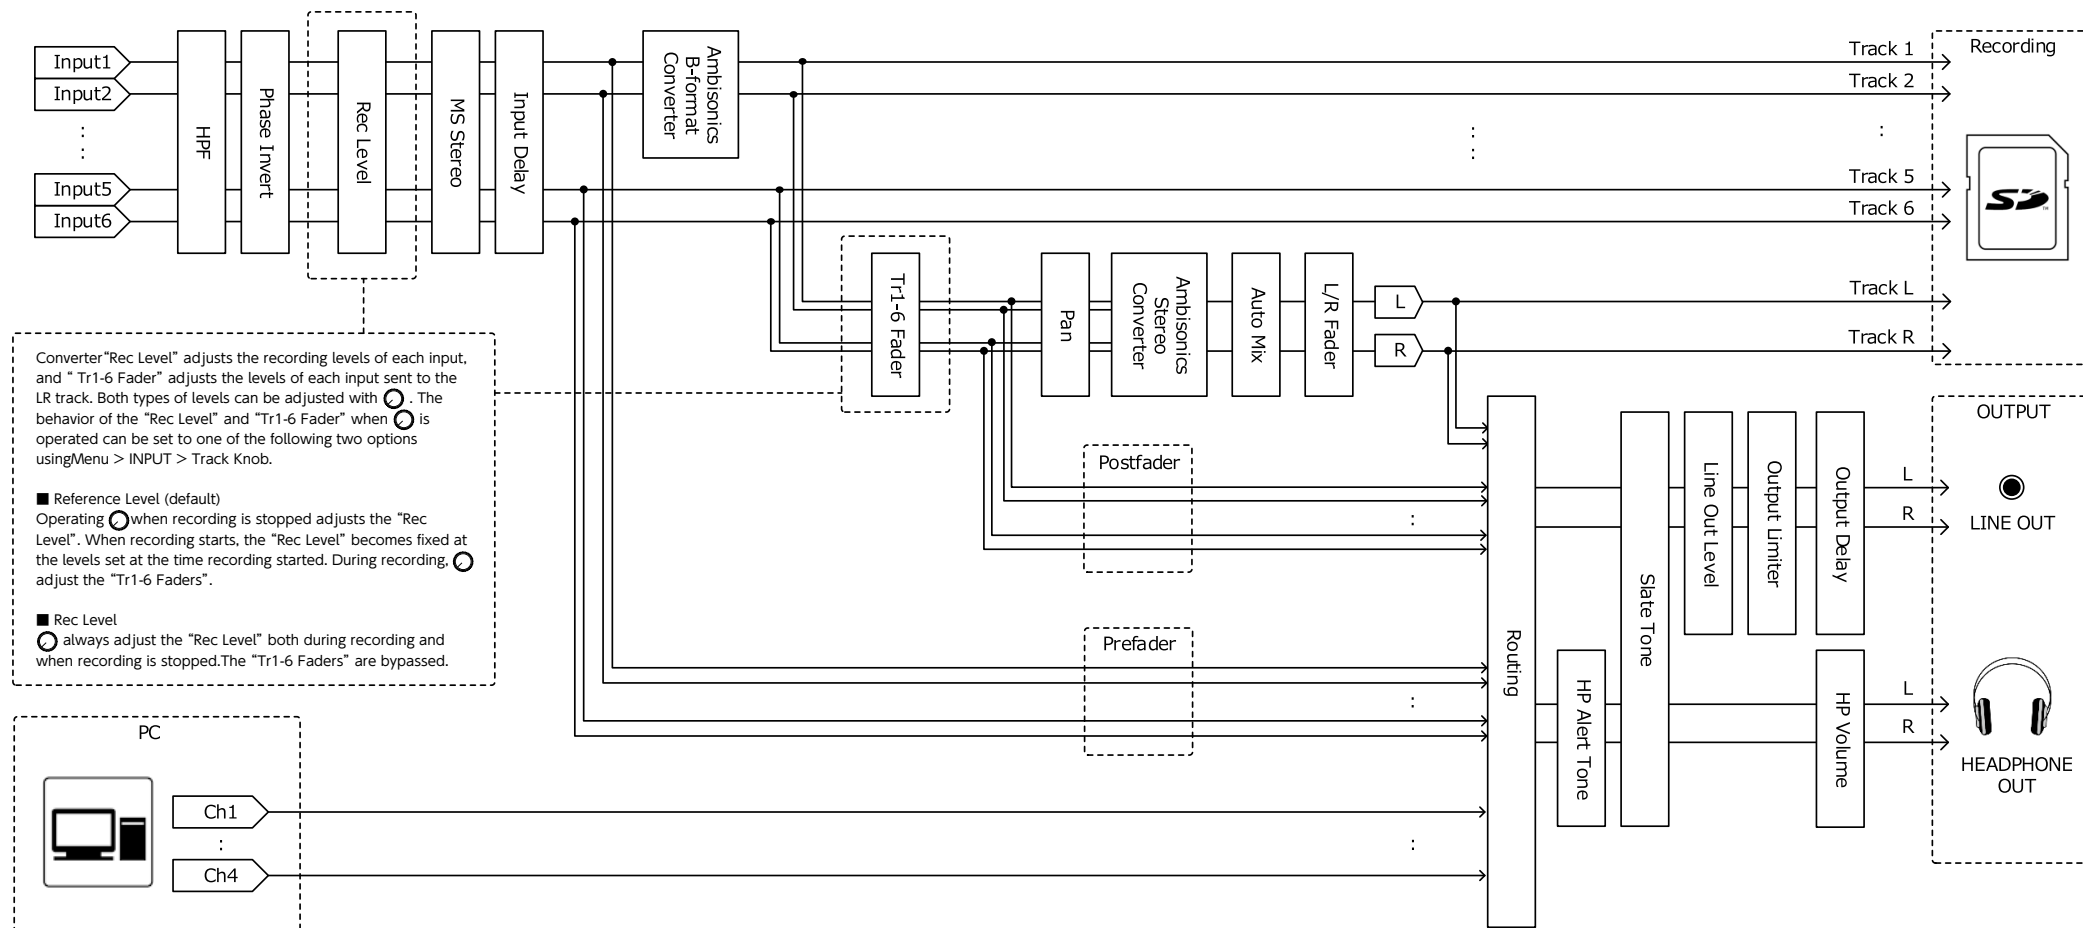 Input1
Input2
:
:
Input5
Input6
HPF
Phase Invert
Rec Level
MS Stereo
Input Delay
Ambisonics
B-format
Converter
Track 1
Track 2
:
:
:
Track 5
Track 6
Track L
Track R
Recording
SD
TM
Tr1-6 Fader
Pan
Ambisonics
Stereo
Converter
Auto Mix
L/R Fader
L
R
Converter“Rec Level” adjusts the recording levels of each input,
and “ Tr1-6 Fader” adjusts the levels of each input sent to the
LR track. Both types of levels can be adjusted with . The
behavior of the “Rec Level” and “Tr1-6 Fader” when is
operated can be set to one of the following two options
usingMenu > INPUT > Track Knob.
■ Reference Level (default)
Operating when recording is stopped adjusts the “Rec
Level”. When recording starts, the “Rec Level” becomes fixed at
the levels set at the time recording started. During recording,
adjust the “Tr1-6 Faders”.
■ Rec Level
always adjust the “Rec Level” both during recording and
when recording is stopped.The “Tr1-6 Faders” are bypassed.
Postfader
:
Prefader
:
Routing
HP Alert Tone
Slate Tone
Line Out Level
Output Limiter
Output Delay
HP Volume
L
R
L
R
OUTPUT
LINE OUT
HEADPHONE
OUT
PC
Ch1
:
Ch4
: